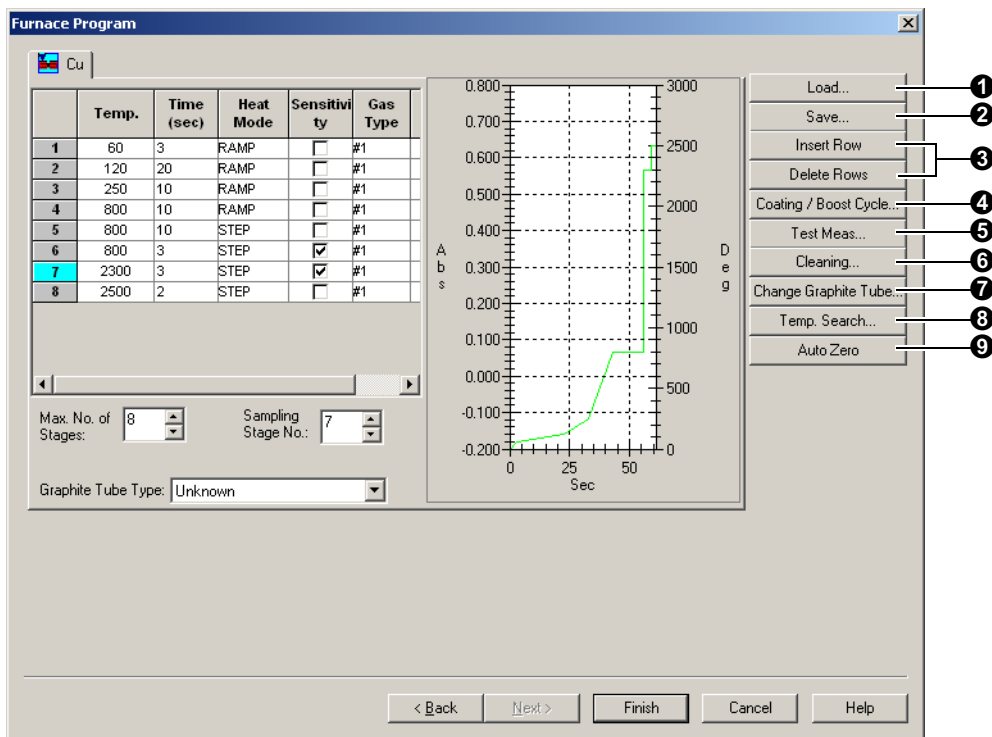 Furnace Program
Cu
Temp. Time (sec) Heat Mode Sensitivi ty Gas Type
1 60 3 RAMP #1
2 120 20 RAMP #1
3 250 10 RAMP #1
4 800 10 RAMP #1
5 800 10 STEP #1
6 800 3 STEP #1
7 2300 3 STEP #1
8 2500 2 STEP #1
Max. No. of Stages: 8
Sampling Stage No.: 7
Graphite Tube Type: Unknown
0.800
0.700
0.600
0.500
0.400
0.300
0.200
0.100
0.000
-0.100
-0.200
Abs
3000
2500
2000
1500
1000
500
0
Deg
0 25 50
Sec
Load... 1
Save... 2
Insert Row
Delete Rows 3
Coating / Boost Cycle... 4
Test Meas... 5
Cleaning... 6
Change Graphite Tube... 7
Temp. Search... 8
Auto Zero 9
< Back Next > Finish Cancel Help